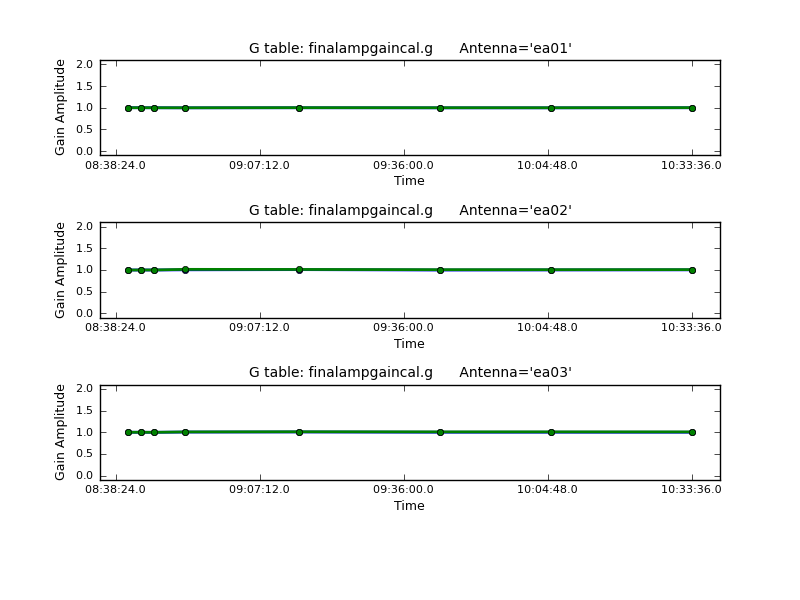 G table: finalampgaincal.g Antenna='ea01'
Gain Amplitude
2.0
1.5
1.0
0.5
0.0
08:38:24.0 09:07:12.0 09:36:00.0 10:04:48.0 10:33:36.0
Time
G table: finalampgaincal.g Antenna='ea02'
Gain Amplitude
2.0
1.5
1.0
0.5
0.0
08:38:24.0 09:07:12.0 09:36:00.0 10:04:48.0 10:33:36.0
Time
G table: finalampgaincal.g Antenna='ea03'
Gain Amplitude
2.0
1.5
1.0
0.5
0.0
08:38:24.0 09:07:12.0 09:36:00.0 10:04:48.0 10:33:36.0
Time